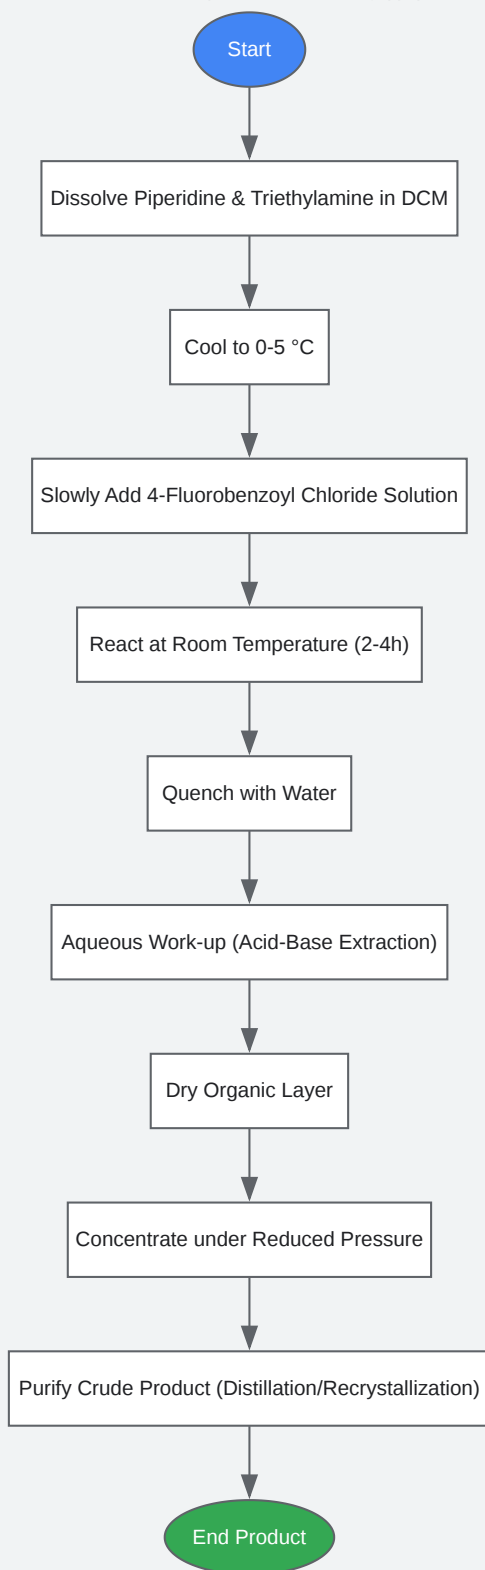 Start
Dissolve Piperidine & Triethylamine in DCM
Cool to 0-5 °C
Slowly Add 4-Fluorobenzoyl Chloride Solution
React at Room Temperature (2-4h)
Quench with Water
Aqueous Work-up (Acid-Base Extraction)
Dry Organic Layer
Concentrate under Reduced Pressure
Purify Crude Product (Distillation/Recrystallization)
End Product